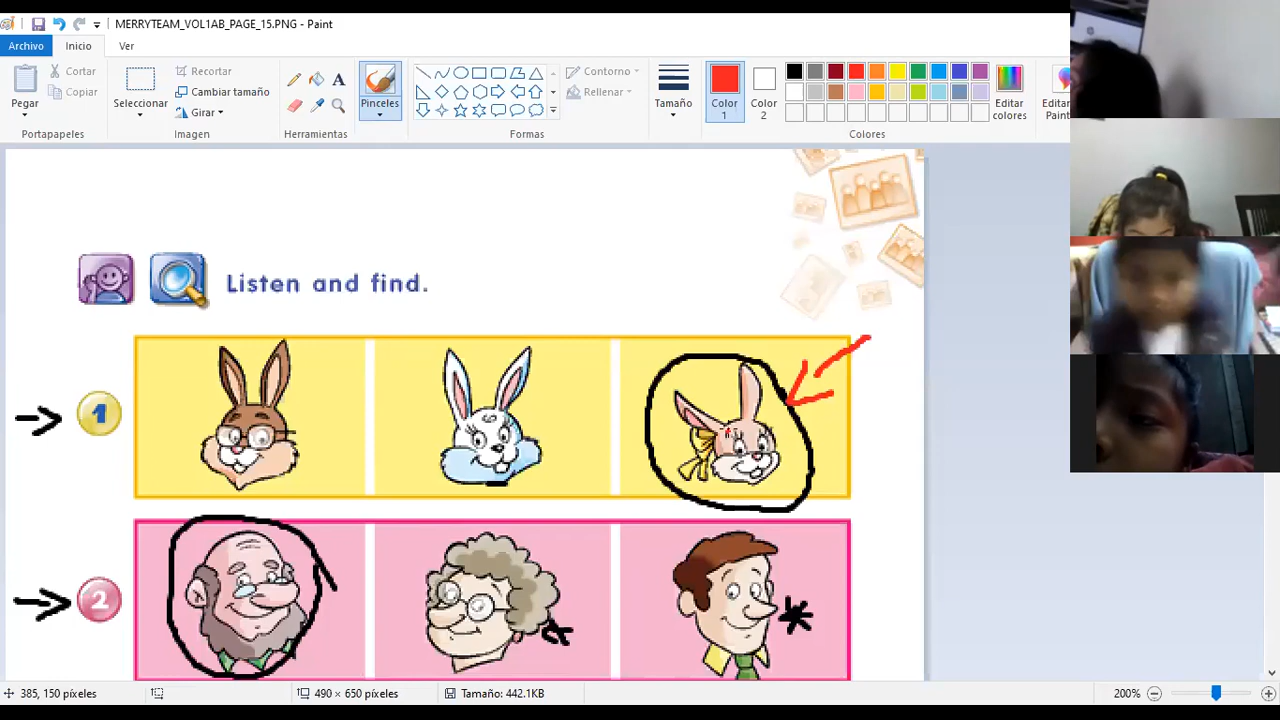 MERRYTEAM_VOL1AB_PAGE_15.PNG - Paint
Archivo Inicio Ver
Pegar
Cortar
Copiar
Portapapeles
Seleccionar
Recortar
Cambiar tamaño
Girar
Imagen
A
Herramientas
Pinceles
Contorno
Rellenar
Formas
Tamaño
Color 1
Color 2
Editar colores
Colores
Editar
Paint
Listen and find.
1
2
385, 150 píxeles
490 × 650 píxeles
Tamaño: 442.1KB
200%